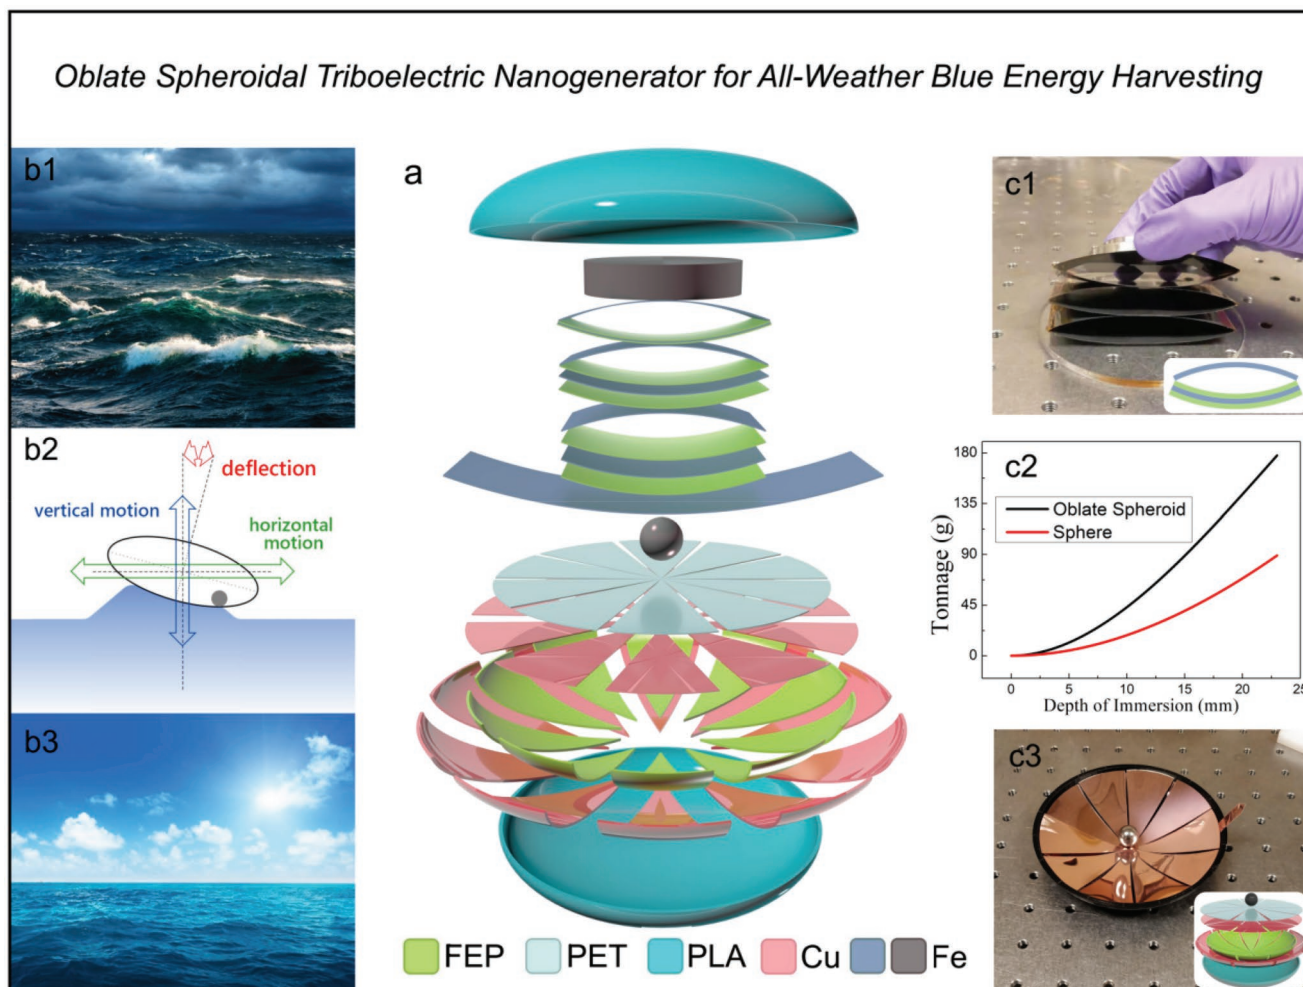 Oblate Spheroidal Triboelectric Nanogenerator for All-Weather Blue Energy Harvesting
b1
a
c1
b2
deflection
vertical motion
horizontal
motion
c2
Oblate Spheroid
Sphere
Tonnage (g)
180
135
90
45
0
0 5 10 15 20 25
Depth of Immersion (mm)
b3
c3
FEP PET PLA Cu Fe